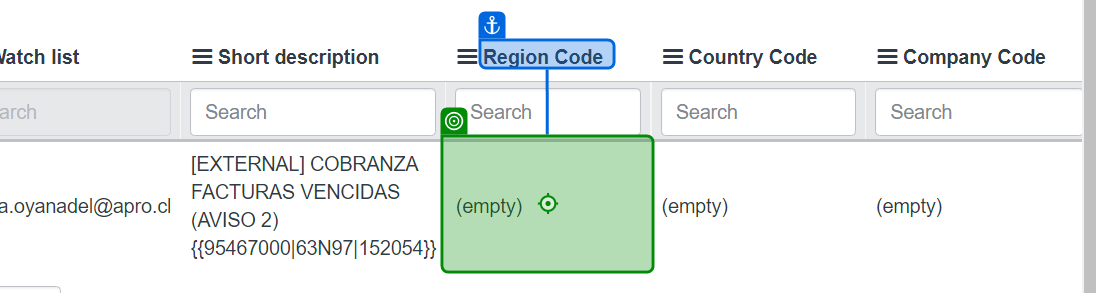 Watch list Short description Region Code Country Code Company Code
Search Search Search Search
[EXTERNAL] COBRANZA
FACTURAS VENCIDAS
a.oyanadel@apro.cl (empty) (empty) (empty)
(AVISO 2)
{{95467000|63N97|152054}}